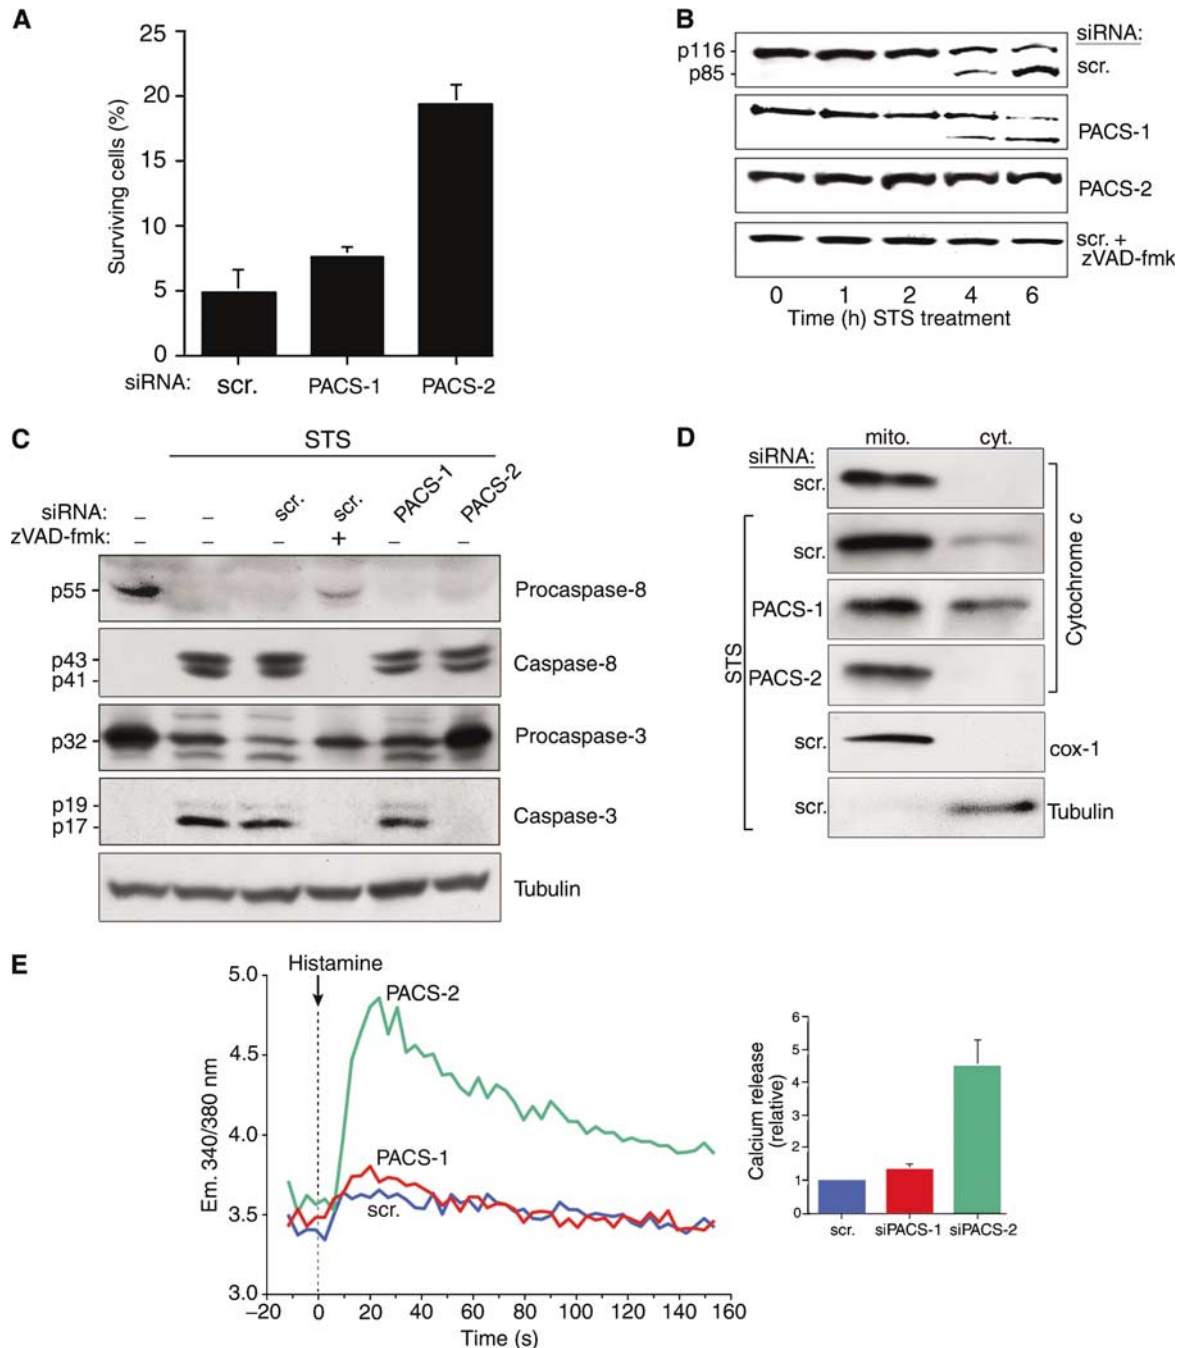 A
25
20
15
10
5
0
Surviving cells (%)
siRNA:
scr.
PACS-1
PACS-2
B
siRNA:
p116
p85
scr.
PACS-1
PACS-2
scr. +
zVAD-fmk
0 1 2 4 6
Time (h) STS treatment
C
STS
siRNA: – – scr. scr. PACS-1 PACS-2
zVAD-fmk: – – – + – –
p55 Procaspase-8
p43
p41
Caspase-8
p32 Procaspase-3
p19
p17
Caspase-3
Tubulin
D
mito. cyt.
siRNA:
scr.
scr.
PACS-1
PACS-2
scr.
scr.
STS
Cytochrome c
cox-1
Tubulin
E
Histamine
PACS-2
PACS-1
scr.
5.0
4.5
4.0
3.5
3.0
Em. 340/380 nm
–20 0 20 40 60 80 100 120 140 160
Time (s)
6
5
4
5
2
1
0
Calcium release
(relative)
scr. siPACS-1 siPACS-2